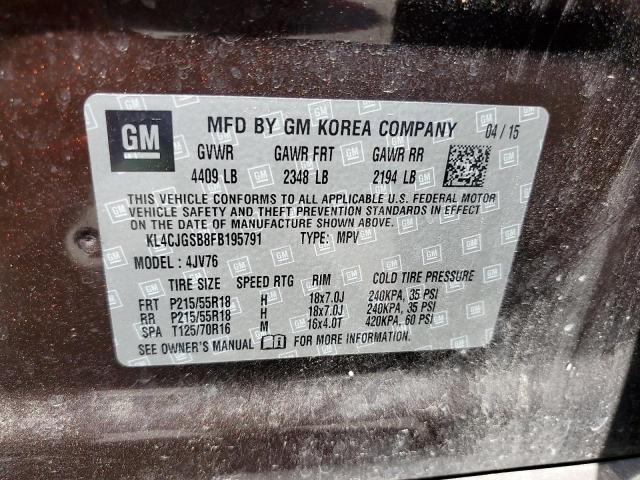 GM MFD BY GM KOREA COMPANY 04/15
GVWR GAWR FRT GAWR RR
4409 LB 2348 LB 2194 LB
THIS VEHICLE CONFORMS TO ALL APPLICABLE U.S. FEDERAL MOTOR
VEHICLE SAFETY AND THEFT PREVENTION STANDARDS IN EFFECT
ON THE DATE OF MANUFACTURE SHOWN ABOVE.
KL4CJGSB8FB195791 TYPE: MPV
MODEL: 4JV76
TIRE SIZE SPEED RTG RIM COLD TIRE PRESSURE
FRT P215/55R18 H 18x7.0J 240KPA, 35 PSI
RR P215/55R18 H 18x7.0J 240KPA, 35 PSI
SPA T125/70R16 M 16x4.0T 420KPA, 60 PSI
SEE OWNER'S MANUAL FOR MORE INFORMATION.